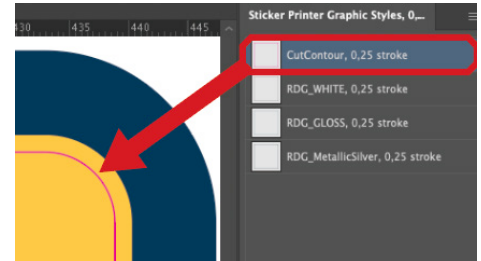 430 435 440 445
Sticker Printer Graphic Styles, 0,...
CutContour, 0,25 stroke
RDG_WHITE, 0,25 stroke
RDG_GLOSS, 0,25 stroke
RDG_MetallicSilver, 0,25 stroke